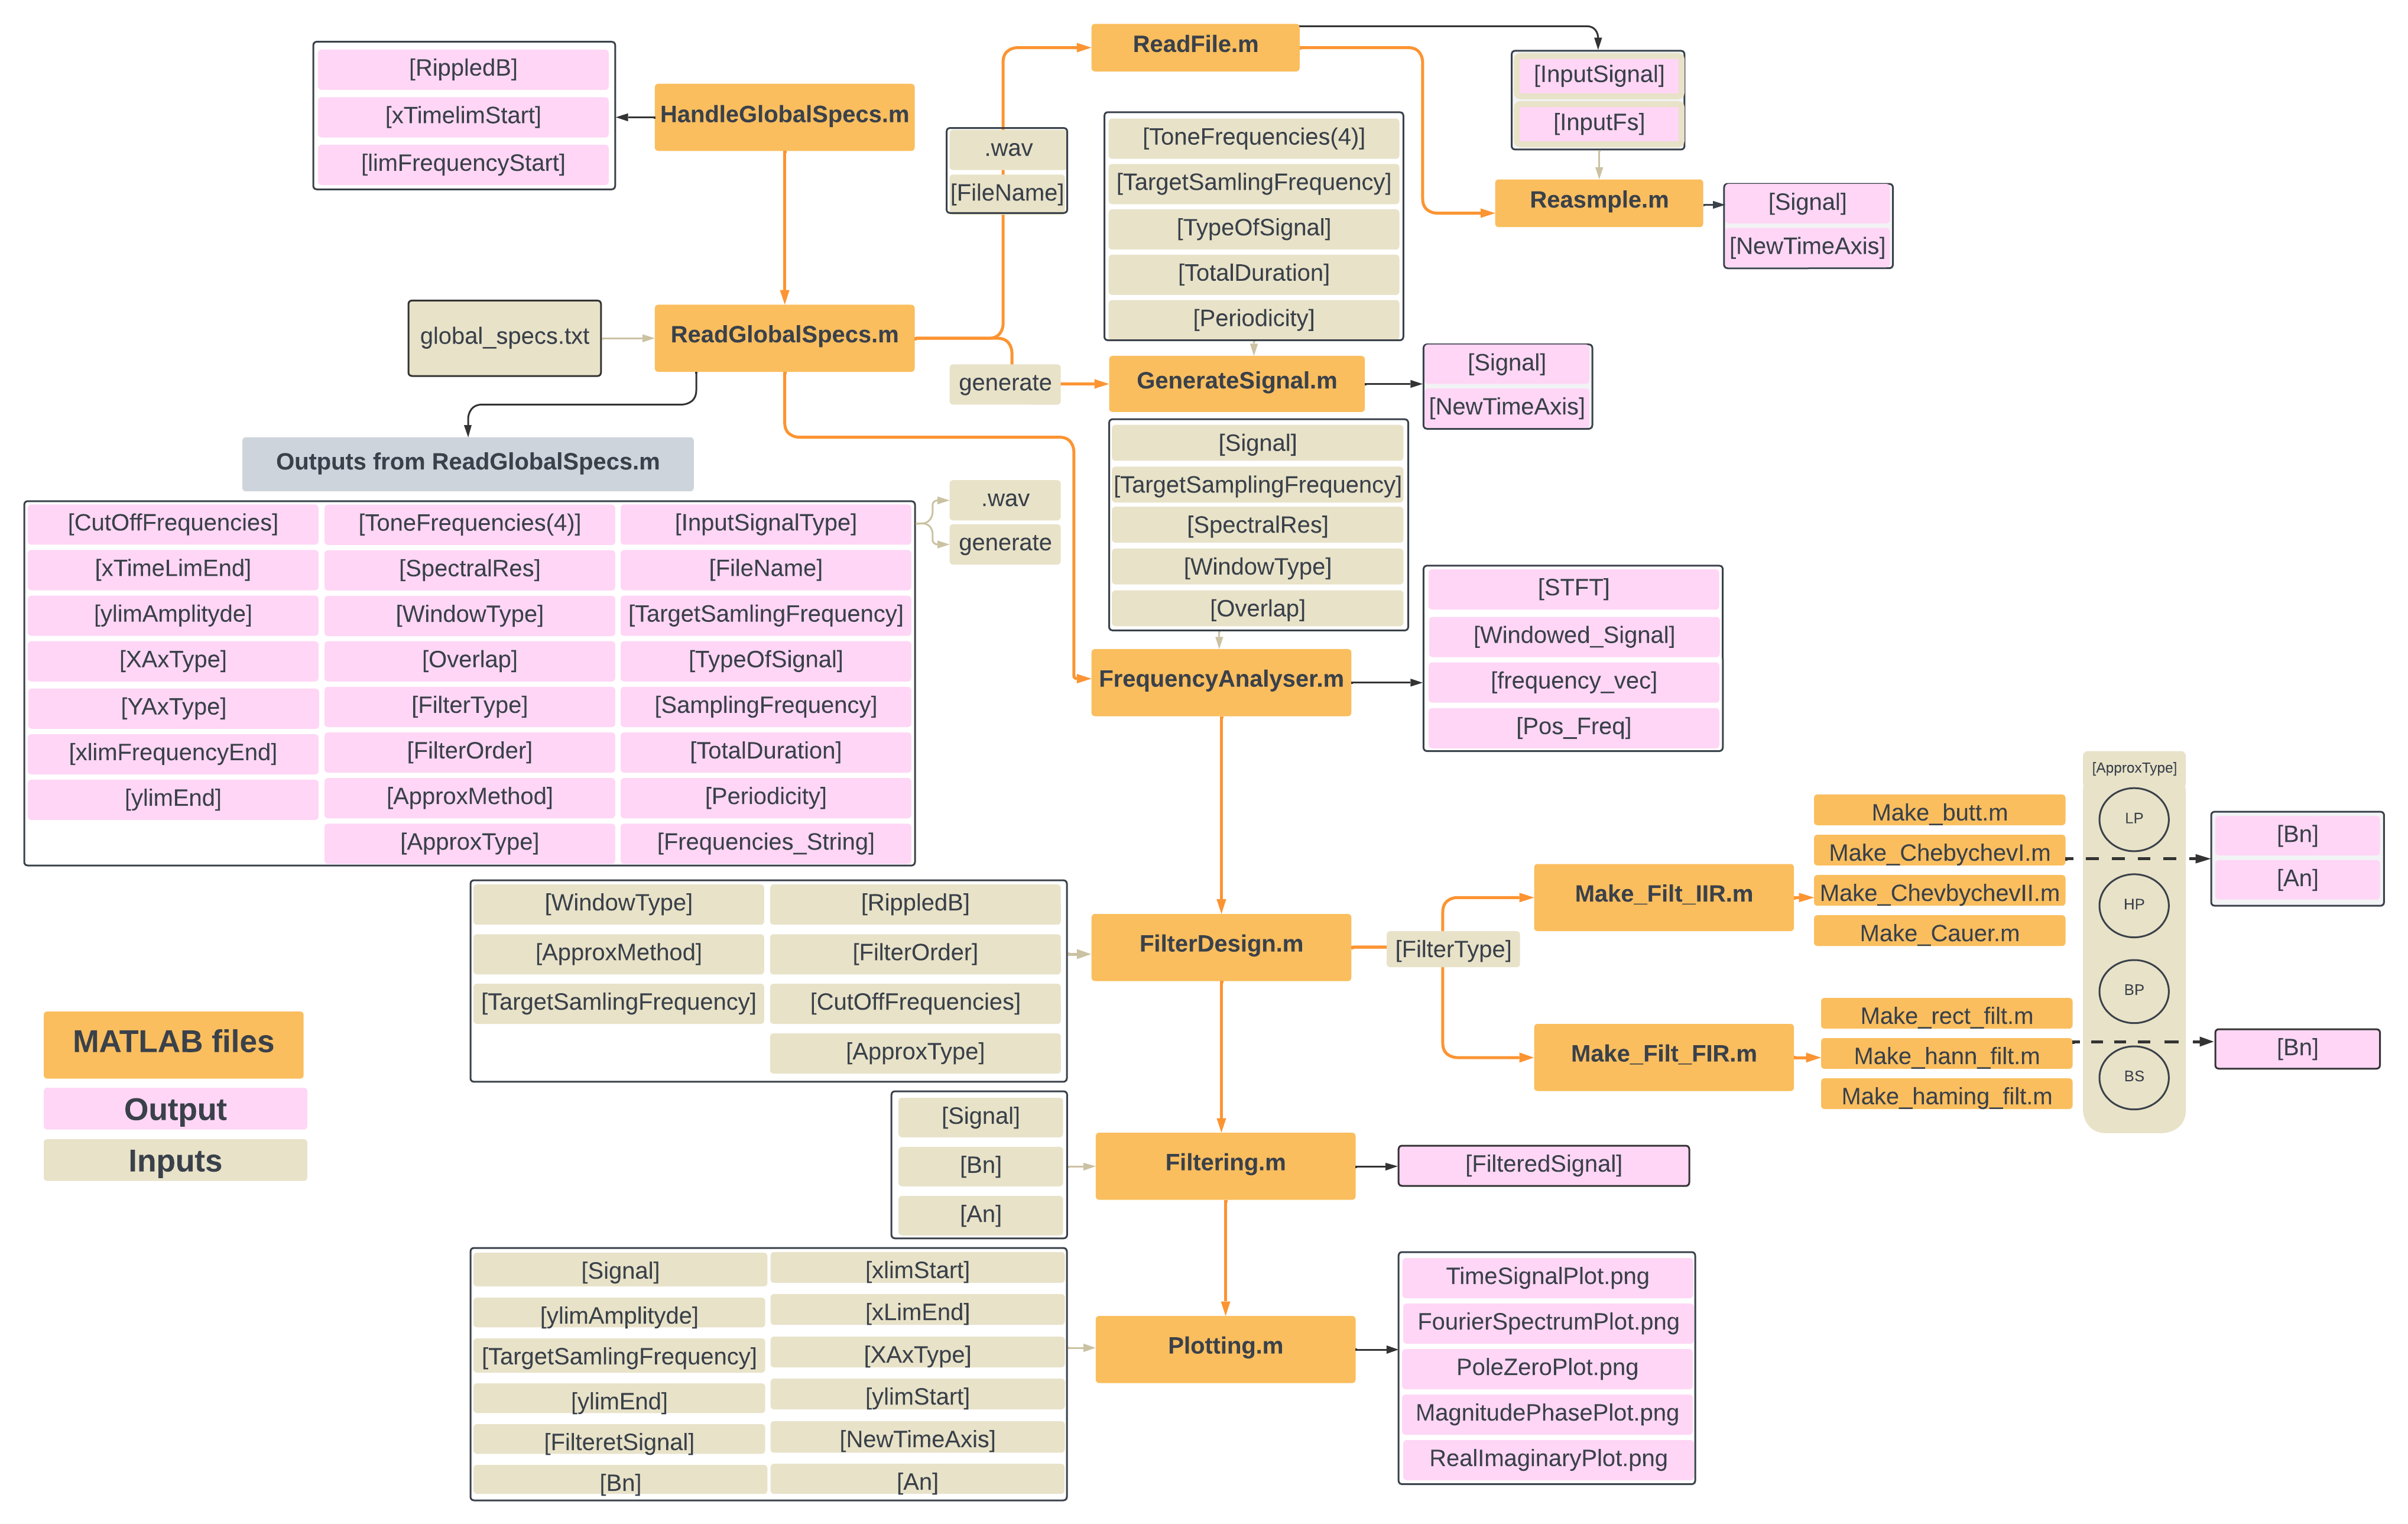 ReadFile.m
[InputSignal]
[InputFs]
[RippledB]
[xTimelimStart]
[limFrequencyStart]
HandleGlobalSpecs.m
.wav
[FileName]
[ToneFrequencies(4)]
[TargetSamlingFrequency]
[TypeOfSignal]
[TotalDuration]
[Periodicity]
Reasmple.m
[Signal]
[NewTimeAxis]
global_specs.txt
ReadGlobalSpecs.m
generate
GenerateSignal.m
[Signal]
[NewTimeAxis]
Outputs from ReadGlobalSpecs.m
[CutOffFrequencies]
[xTimeLimEnd]
[ylimAmplityde]
[XAxType]
[YAxType]
[xlimFrequencyEnd]
[ylimEnd]
[ToneFrequencies(4)]
[SpectralRes]
[WindowType]
[Overlap]
[FilterType]
[FilterOrder]
[ApproxMethod]
[ApproxType]
[InputSignalType]
[FileName]
[TargetSamlingFrequency]
[TypeOfSignal]
[SamplingFrequency]
[TotalDuration]
[Periodicity]
[Frequencies_String]
.wav
generate
[Signal]
[TargetSamplingFrequency]
[SpectralRes]
[WindowType]
[Overlap]
FrequencyAnalyser.m
[STFT]
[Windowed_Signal]
[frequency_vec]
[Pos_Freq]
[WindowType]
[ApproxMethod]
[TargetSamlingFrequency]
[RippledB]
[FilterOrder]
[CutOffFrequencies]
[ApproxType]
FilterDesign.m
[FilterType]
Make_Filt_IIR.m
Make_butt.m
Make_ChebychevI.m
Make_ChevbychevII.m
Make_Cauer.m
[ApproxType]
LP
HP
BP
BS
[Bn]
[An]
Make_Filt_FIR.m
Make_rect_filt.m
Make_hann_filt.m
Make_haming_filt.m
[Bn]
MATLAB files
Output
Inputs
[Signal]
[Bn]
[An]
Filtering.m
[FilteredSignal]
[Signal]
[ylimAmplityde]
[TargetSamlingFrequency]
[ylimEnd]
[FilteretSignal]
[Bn]
[xlimStart]
[xLimEnd]
[XAxType]
[ylimStart]
[NewTimeAxis]
[An]
Plotting.m
TimeSignalPlot.png
FourierSpectrumPlot.png
PoleZeroPlot.png
MagnitudePhasePlot.png
RealImaginaryPlot.png